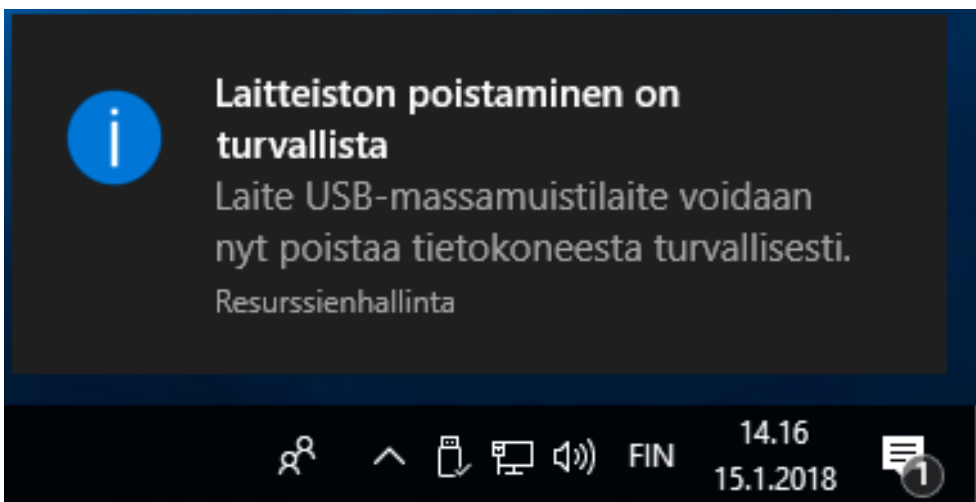 Laitteiston poistaminen on
turvallista
Laite USB-massamuistilaite voidaan
nyt poistaa tietokoneesta turvallisesti.
Resurssienhallinta
FIN
14.16
15.1.2018
1